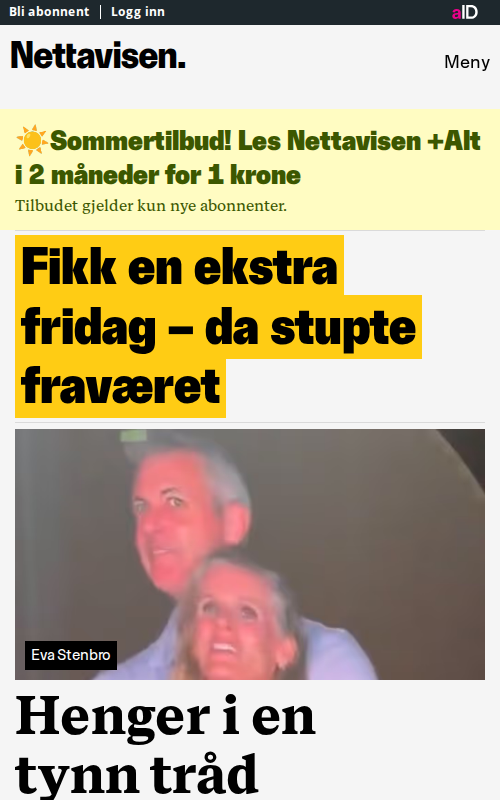 Bli abonnent | Logg inn
aID
Nettavisen.
Meny
☀️Sommertilbud! Les Nettavisen +Alt
i 2 måneder for 1 krone
Tilbudet gjelder kun nye abonnenter.
Fikk en ekstra
fridag – da stupte
fraværet
Eva Stenbro
Henger i en
tynn tråd